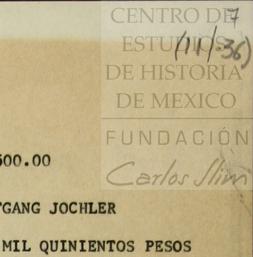 CENTRO DE
ESTUDIOS
DE HISTORIA
DE MEXICO
FUNDACIÓN
Carlos Slim
7
(11/-36)
500.00
GANG JOCHLER
MIL QUINIENTOS PESOS